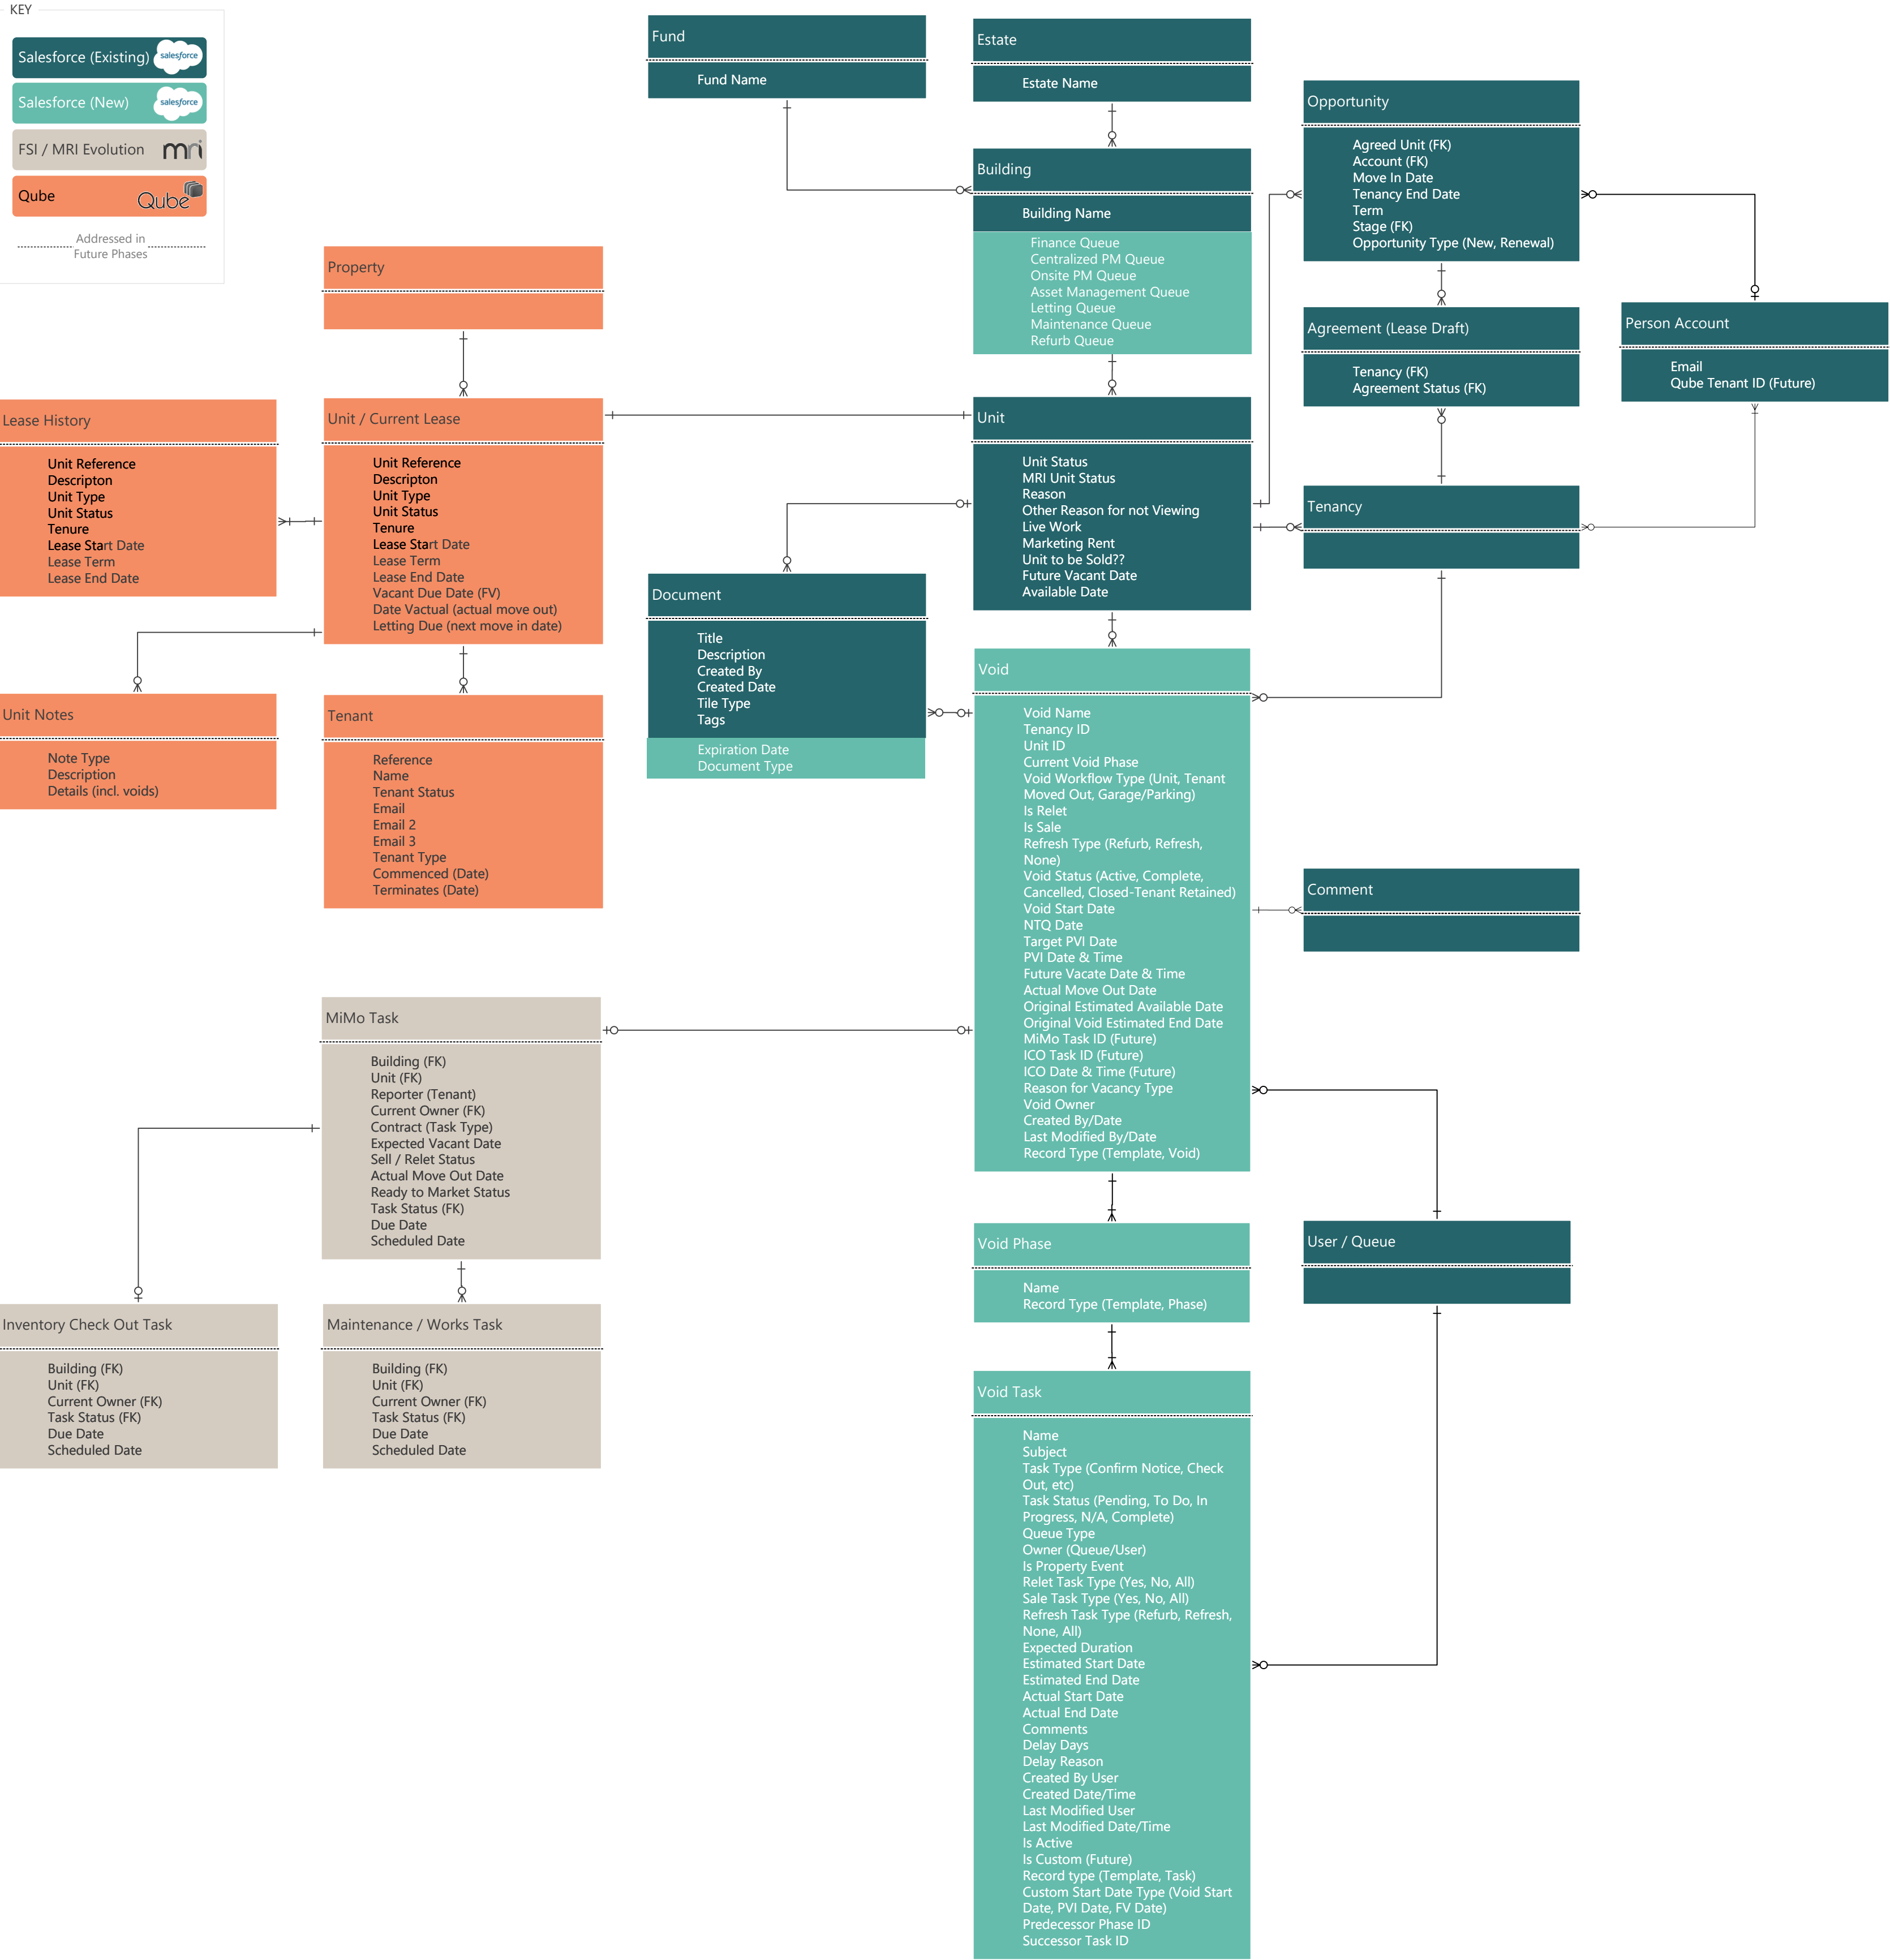 KEY
Salesforce (Existing)
salesforce
Salesforce (New)
salesforce
FSI / MRI Evolution
mri
Qube
Qube
Addressed in
Future Phases
Fund
Fund Name
Estate
Estate Name
Building
Building Name
Finance Queue
Centralized PM Queue
Onsite PM Queue
Asset Management Queue
Letting Queue
Maintenance Queue
Refurb Queue
Opportunity
Agreed Unit (FK)
Account (FK)
Move In Date
Tenancy End Date
Term
Stage (FK)
Opportunity Type (New, Renewal)
Agreement (Lease Draft)
Tenancy (FK)
Agreement Status (FK)
Person Account
Email
Qube Tenant ID (Future)
Property
Lease History
Unit Reference
Descripton
Unit Type
Unit Status
Tenure
Lease Start Date
Lease Term
Lease End Date
Unit / Current Lease
Unit Reference
Descripton
Unit Type
Unit Status
Tenure
Lease Start Date
Lease Term
Lease End Date
Vacant Due Date (FV)
Date Vactual (actual move out)
Letting Due (next move in date)
Unit
Unit Status
MRI Unit Status
Reason
Other Reason for not Viewing
Live Work
Marketing Rent
Unit to be Sold??
Future Vacant Date
Available Date
Tenancy
Document
Title
Description
Created By
Created Date
Tile Type
Tags
Expiration Date
Document Type
Unit Notes
Note Type
Description
Details (incl. voids)
Tenant
Reference
Name
Tenant Status
Email
Email 2
Email 3
Tenant Type
Commenced (Date)
Terminates (Date)
Void
Void Name
Tenancy ID
Unit ID
Current Void Phase
Void Workflow Type (Unit, Tenant
Moved Out, Garage/Parking)
Is Relet
Is Sale
Refresh Type (Refurb, Refresh,
None)
Void Status (Active, Complete,
Cancelled, Closed-Tenant Retained)
Void Start Date
NTQ Date
Target PVI Date
PVI Date & Time
Future Vacate Date & Time
Actual Move Out Date
Original Estimated Available Date
Original Void Estimated End Date
MiMo Task ID (Future)
ICO Task ID (Future)
ICO Date & Time (Future)
Reason for Vacancy Type
Void Owner
Created By/Date
Last Modified By/Date
Record Type (Template, Void)
Comment
MiMo Task
Building (FK)
Unit (FK)
Reporter (Tenant)
Current Owner (FK)
Contract (Task Type)
Expected Vacant Date
Sell / Relet Status
Actual Move Out Date
Ready to Market Status
Task Status (FK)
Due Date
Scheduled Date
Void Phase
Name
Record Type (Template, Phase)
User / Queue
Inventory Check Out Task
Building (FK)
Unit (FK)
Current Owner (FK)
Task Status (FK)
Due Date
Scheduled Date
Maintenance / Works Task
Building (FK)
Unit (FK)
Current Owner (FK)
Task Status (FK)
Due Date
Scheduled Date
Void Task
Name
Subject
Task Type (Confirm Notice, Check
Out, etc)
Task Status (Pending, To Do, In
Progress, N/A, Complete)
Queue Type
Owner (Queue/User)
Is Property Event
Relet Task Type (Yes, No, All)
Sale Task Type (Yes, No, All)
Refresh Task Type (Refurb, Refresh,
None, All)
Expected Duration
Estimated Start Date
Estimated End Date
Actual Start Date
Actual End Date
Comments
Delay Days
Delay Reason
Created By User
Created Date/Time
Last Modified User
Last Modified Date/Time
Is Active
Is Custom (Future)
Record type (Template, Task)
Custom Start Date Type (Void Start
Date, PVI Date, FV Date)
Predecessor Phase ID
Successor Task ID